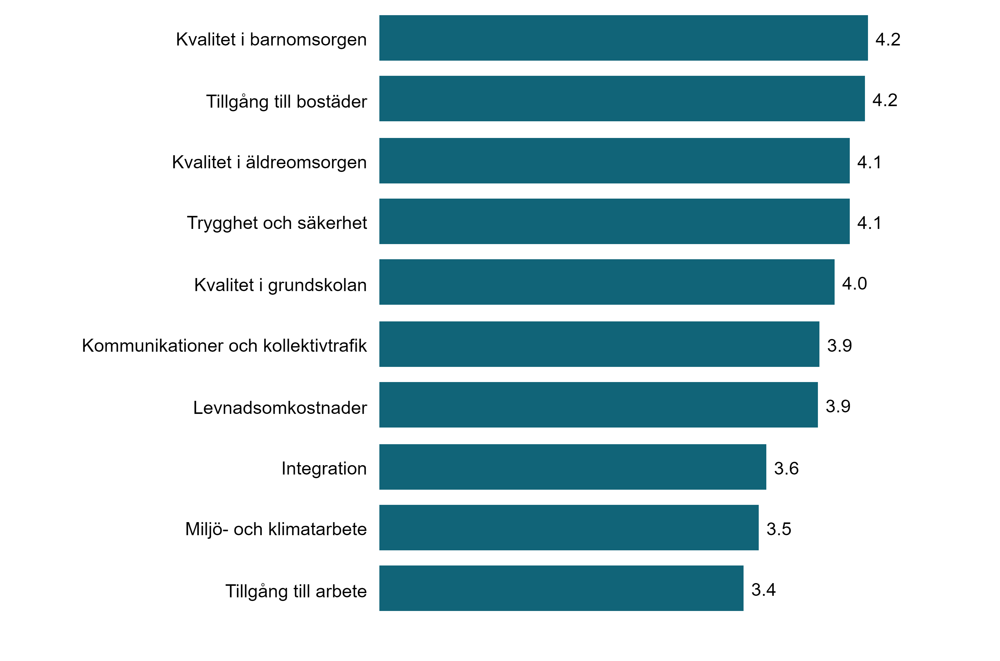 Kvalitet i barnomsorgen 4.2
Tillgång till bostäder 4.2
Kvalitet i äldreomsorgen 4.1
Trygghet och säkerhet 4.1
Kvalitet i grundskolan 4.0
Kommunikationer och kollektivtrafik 3.9
Levnadsomkostnader 3.9
Integration 3.6
Miljö- och klimatarbete 3.5
Tillgång till arbete 3.4